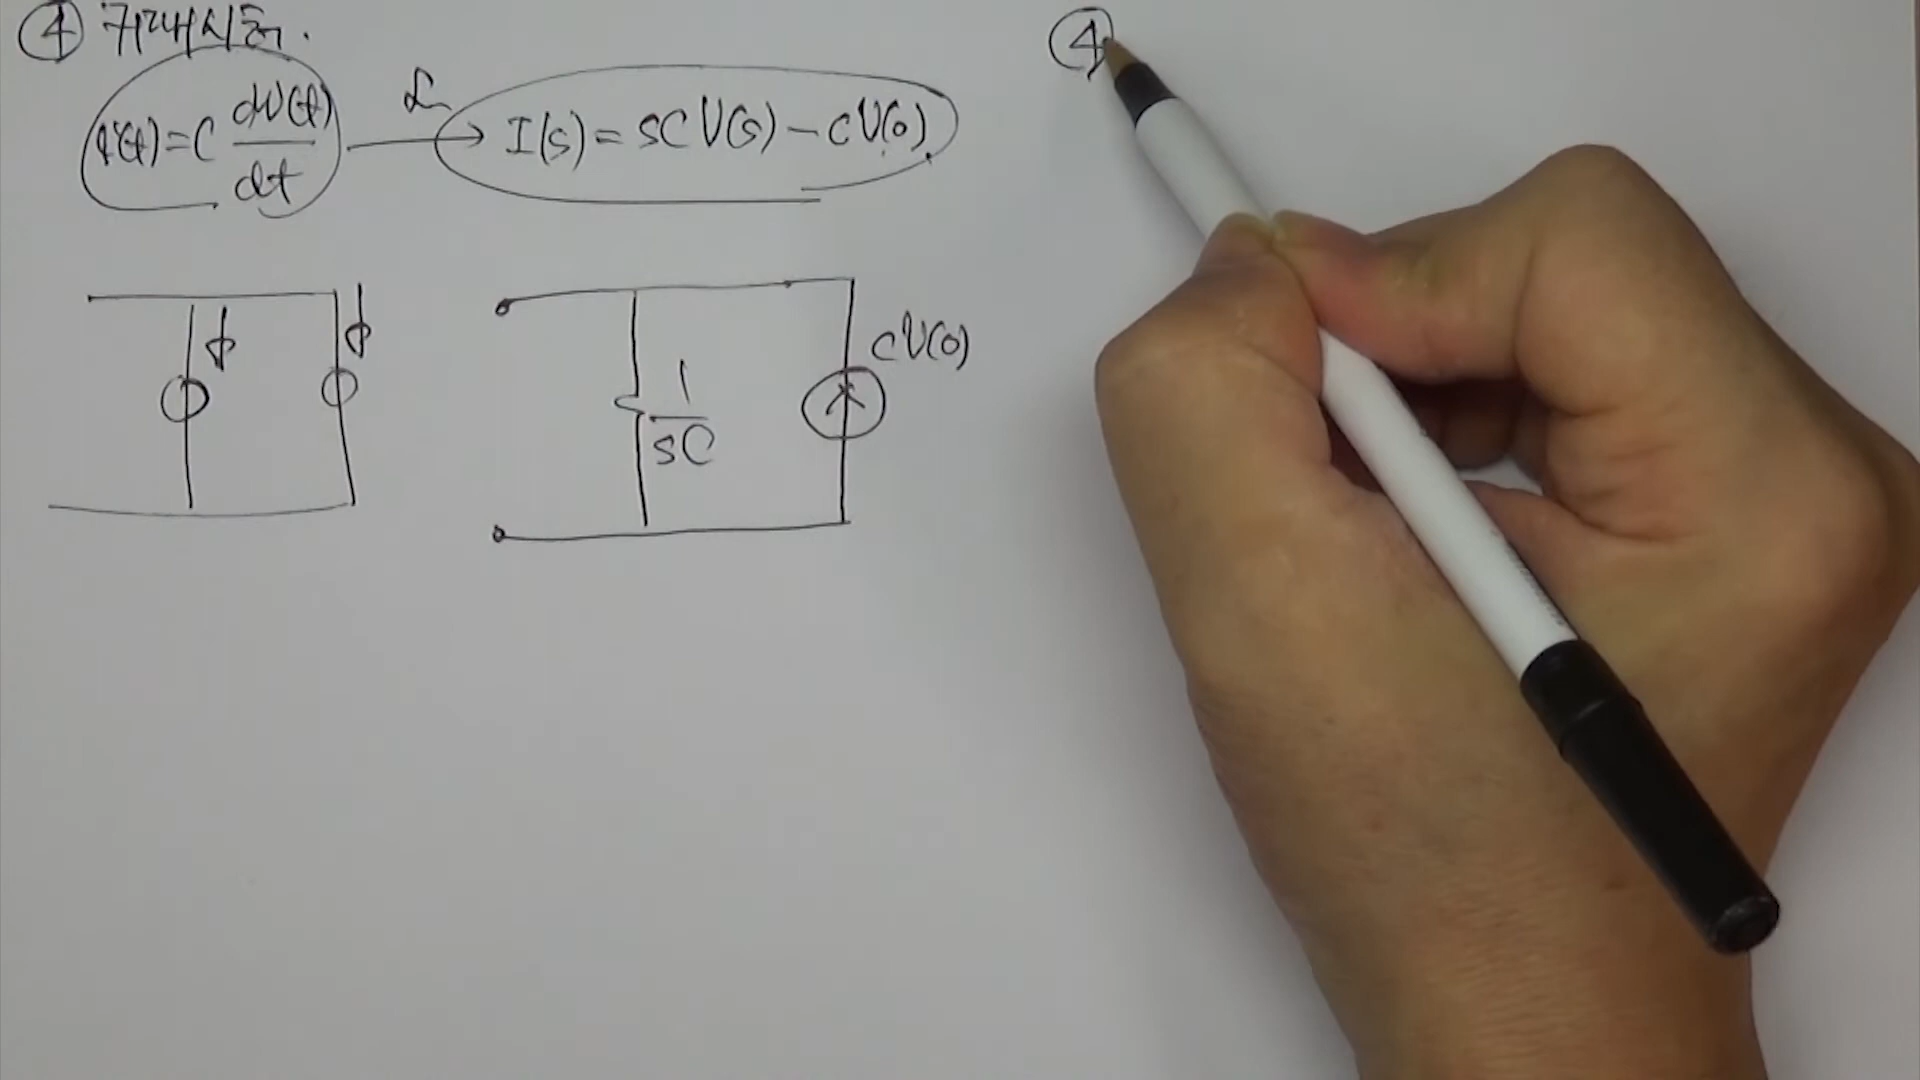 ④ 커패시터.
i(t)=C dV(t)/dt
ℒ
I(s)=sCV(s)-CV(0).
1/sC
CV(0)
④